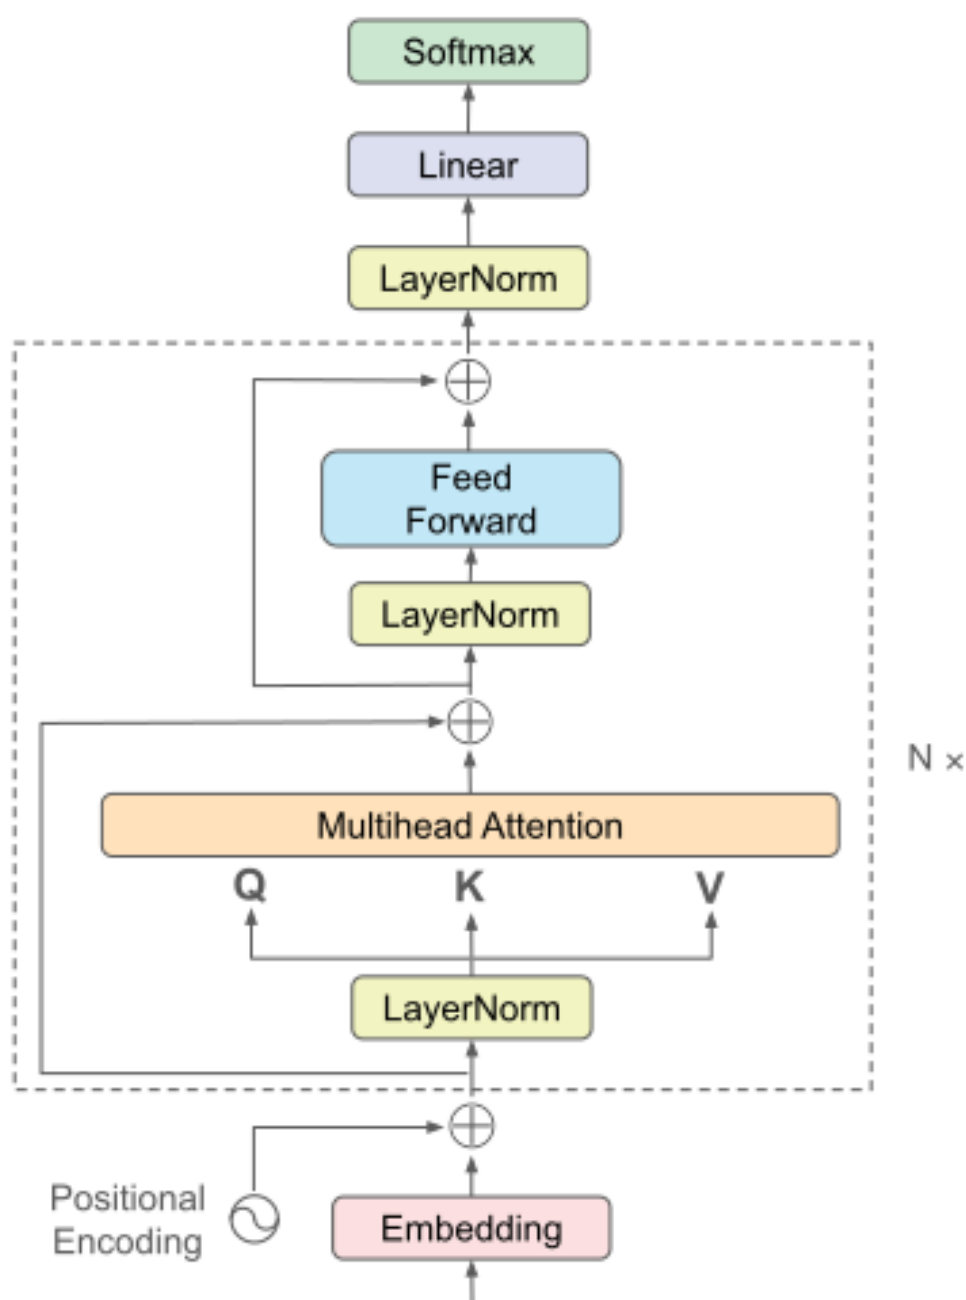 Softmax
Linear
LayerNorm
Feed
Forward
LayerNorm
N ×
Multihead Attention
Q K V
LayerNorm
Positional
Encoding
Embedding